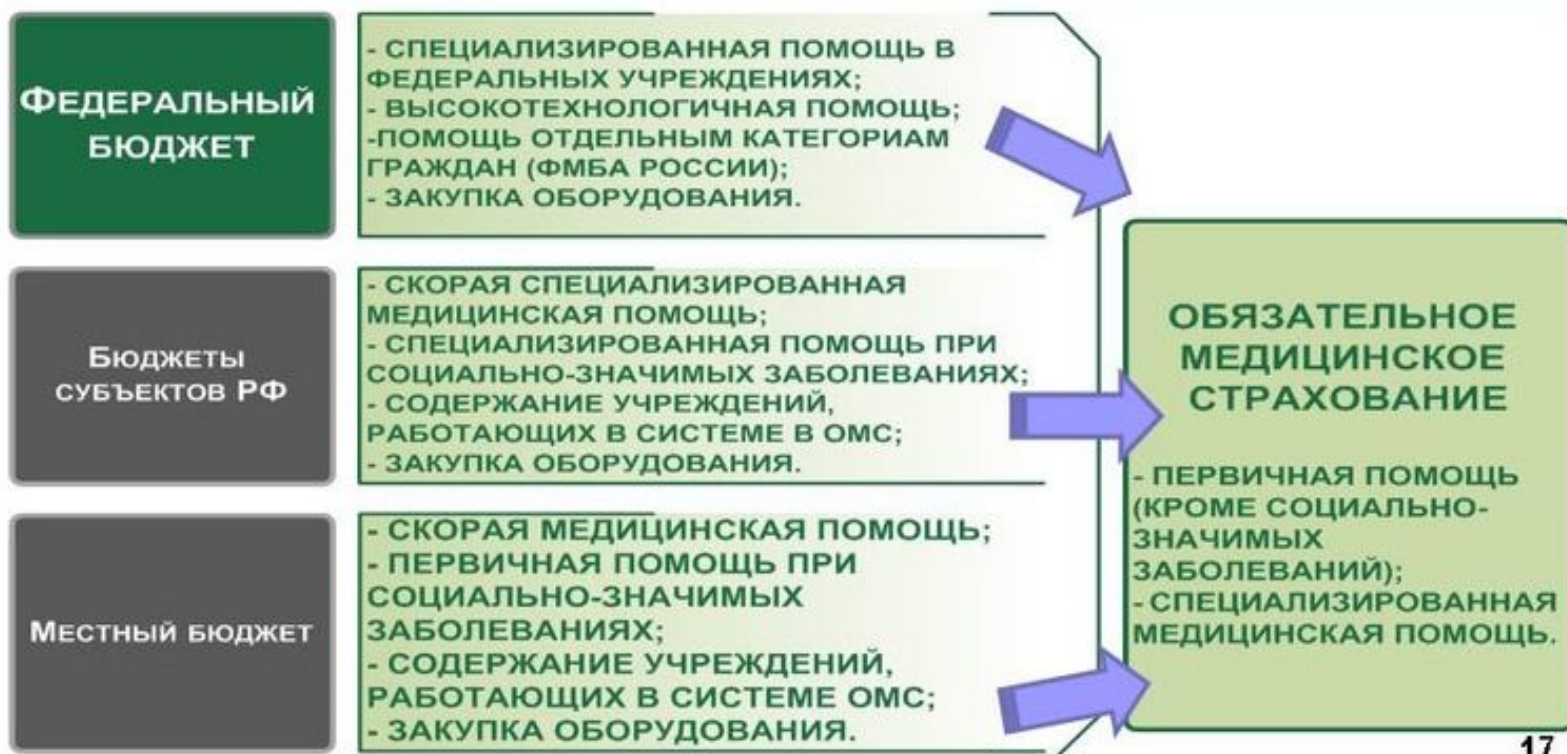 ФЕДЕРАЛЬНЫЙ
БЮДЖЕТ
- СПЕЦИАЛИЗИРОВАННАЯ ПОМОЩЬ В
ФЕДЕРАЛЬНЫХ УЧРЕЖДЕНИЯХ;
- ВЫСОКОТЕХНОЛОГИЧНАЯ ПОМОЩЬ;
-ПОМОЩЬ ОТДЕЛЬНЫМ КАТЕГОРИАМ
ГРАЖДАН (ФМБА РОССИИ);
- ЗАКУПКА ОБОРУДОВАНИЯ.
БЮДЖЕТЫ
СУБЪЕКТОВ РФ
- СКОРАЯ СПЕЦИАЛИЗИРОВАННАЯ
МЕДИЦИНСКАЯ ПОМОЩЬ;
- СПЕЦИАЛИЗИРОВАННАЯ ПОМОЩЬ ПРИ
СОЦИАЛЬНО-ЗНАЧИМЫХ ЗАБОЛЕВАНИЯХ;
- СОДЕРЖАНИЕ УЧРЕЖДЕНИЙ,
РАБОТАЮЩИХ В СИСТЕМЕ В ОМС;
- ЗАКУПКА ОБОРУДОВАНИЯ.
МЕСТНЫЙ БЮДЖЕТ
- СКОРАЯ МЕДИЦИНСКАЯ ПОМОЩЬ;
- ПЕРВИЧНАЯ ПОМОЩЬ ПРИ
СОЦИАЛЬНО-ЗНАЧИМЫХ
ЗАБОЛЕВАНИЯХ;
- СОДЕРЖАНИЕ УЧРЕЖДЕНИЙ,
РАБОТАЮЩИХ В СИСТЕМЕ ОМС;
- ЗАКУПКА ОБОРУДОВАНИЯ.
ОБЯЗАТЕЛЬНОЕ
МЕДИЦИНСКОЕ
СТРАХОВАНИЕ
- ПЕРВИЧНАЯ ПОМОЩЬ
(КРОМЕ СОЦИАЛЬНО-
ЗНАЧИМЫХ
ЗАБОЛЕВАНИЙ);
- СПЕЦИАЛИЗИРОВАННАЯ
МЕДИЦИНСКАЯ ПОМОЩЬ.
17